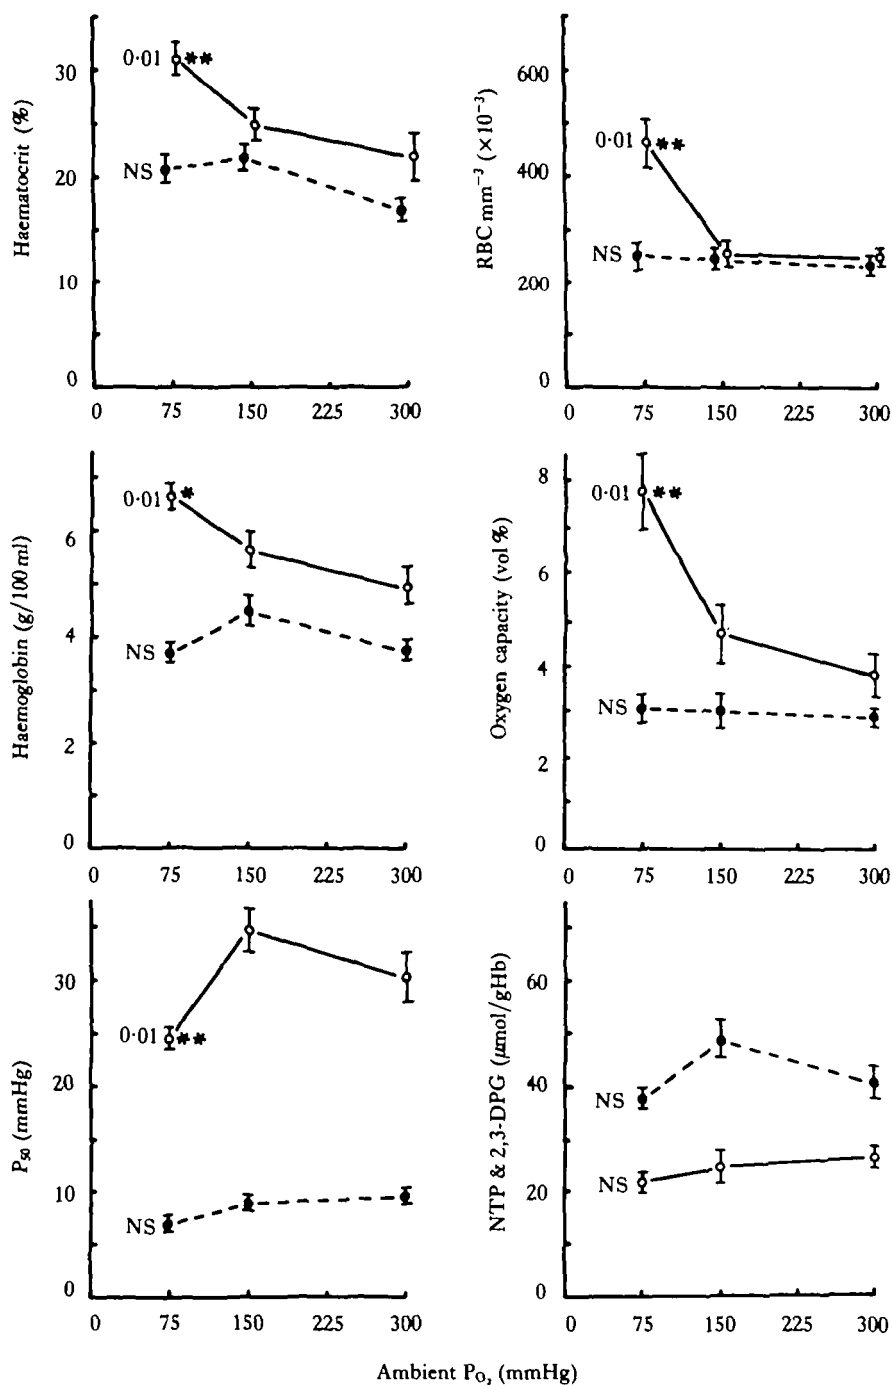 Haematocrit (%)
30
20
10
0
0·01 **
NS
0 75 150 225 300
RBC mm⁻³ (×10⁻³)
600
400
200
0
0·01 **
NS
0 75 150 225 300
Haemoglobin (g/100 ml)
6
4
2
0
0·01 *
NS
0 75 150 225 300
Oxygen capacity (vol %)
8
6
4
2
0
0·01 **
NS
0 75 150 225 300
P₅₀ (mmHg)
30
20
10
0
0·01 **
NS
0 75 150 225 300
NTP & 2,3-DPG (μmol/gHb)
60
40
20
0
NS
NS
0 75 150 225 300
Ambient P_O₂ (mmHg)